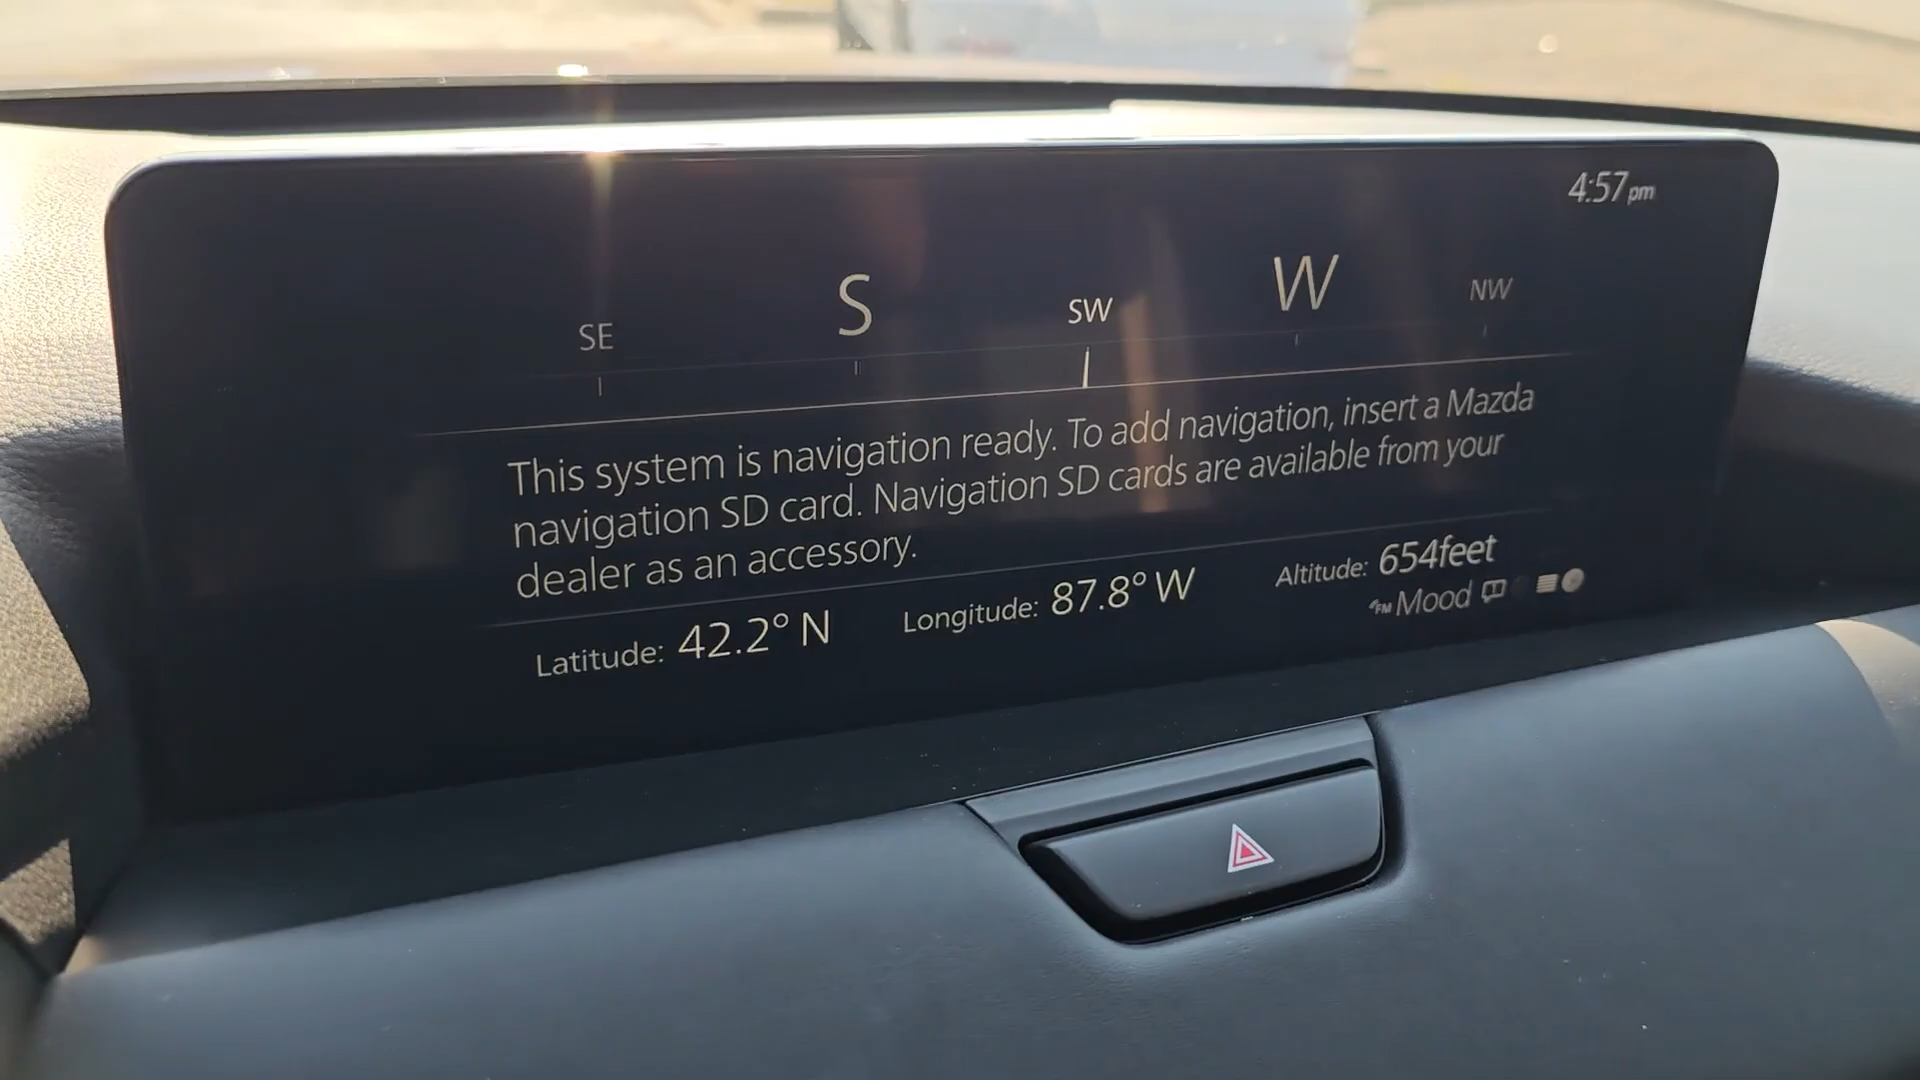 4:57pm
SE S SW W NW
This system is navigation ready. To add navigation, insert a Mazda
navigation SD card. Navigation SD cards are available from your
dealer as an accessory.
Latitude: 42.2° N Longitude: 87.8° W Altitude: 654feet
FM Mood